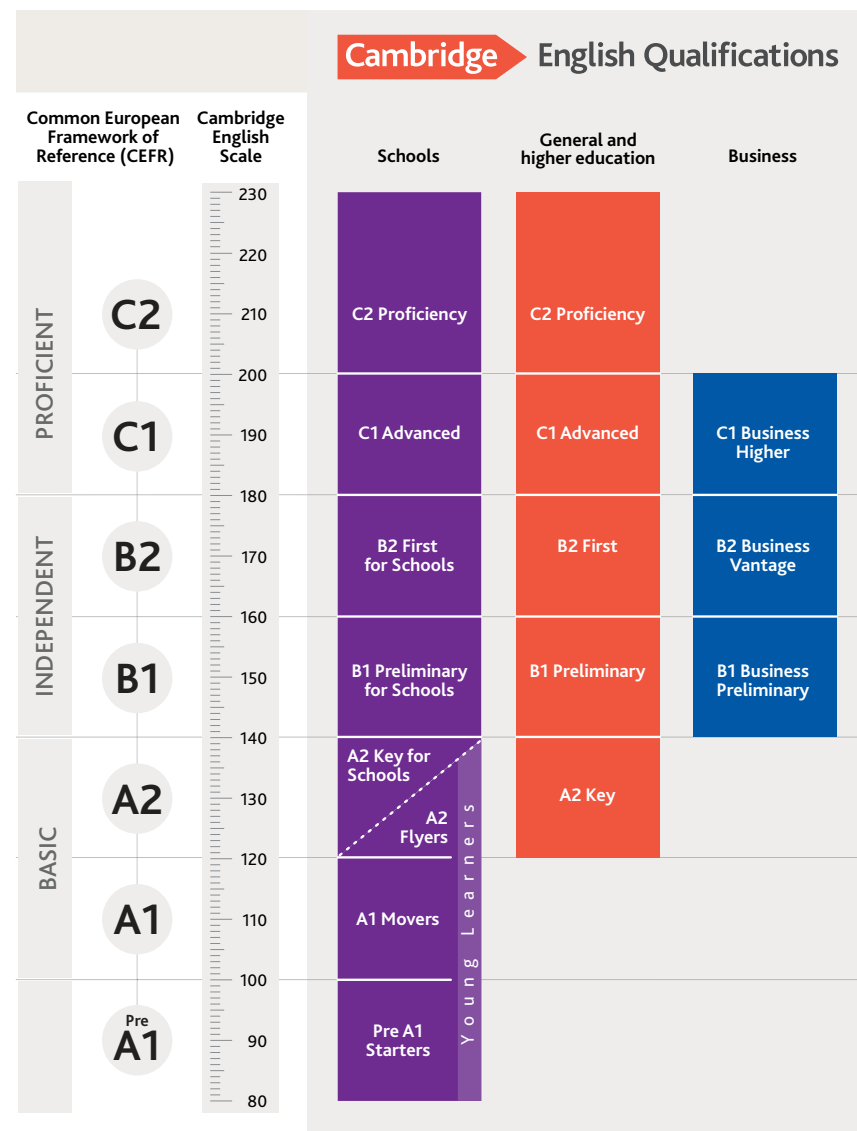 Cambridge English Qualifications
Common European
Framework of
Reference (CEFR)
Cambridge
English
Scale
Schools
General and
higher education
Business
PROFICIENT
INDEPENDENT
BASIC
C2
C1
B2
B1
A2
A1
Pre
A1
230
220
210
200
190
180
170
160
150
140
130
120
110
100
90
80
C2 Proficiency
C1 Advanced
B2 First
for Schools
B1 Preliminary
for Schools
A2 Key for
Schools
A2
Flyers
A1 Movers
Pre A1
Starters
Young Learners
C2 Proficiency
C1 Advanced
B2 First
B1 Preliminary
A2 Key
C1 Business
Higher
B2 Business
Vantage
B1 Business
Preliminary